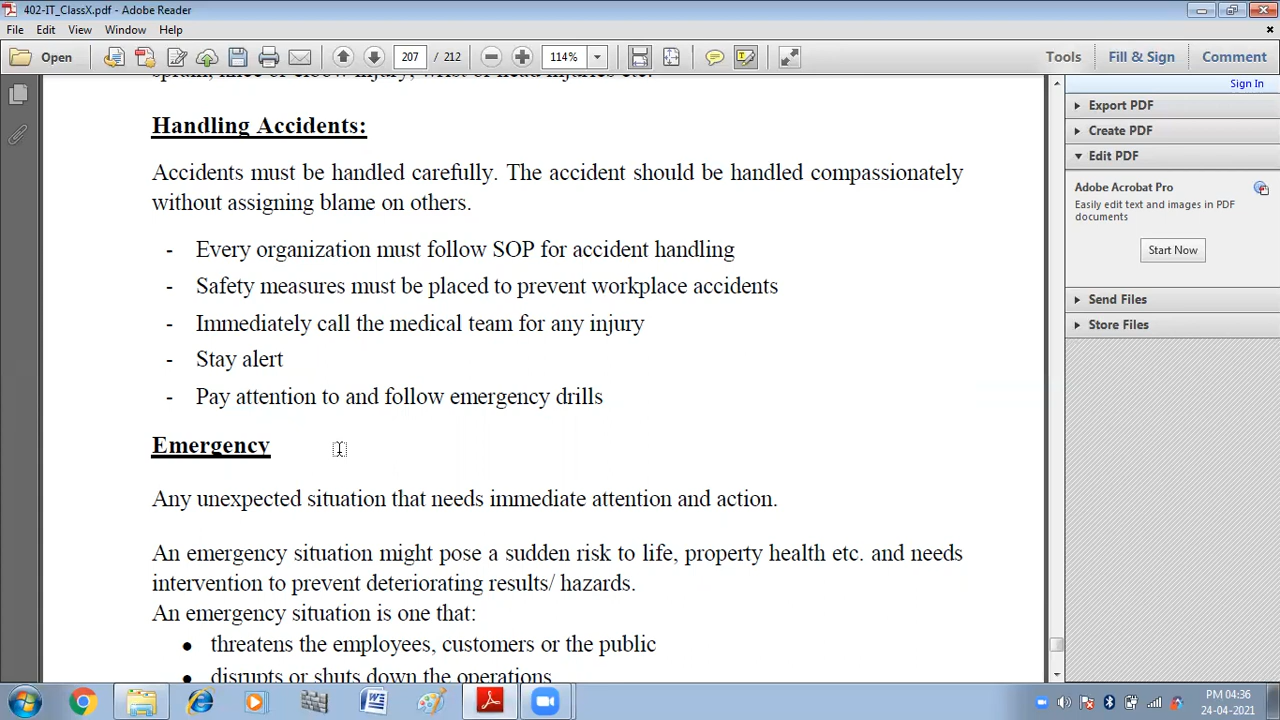 402-IT_ClassX.pdf - Adobe Reader
File Edit View Window Help
Open 207 / 212 114% Tools Fill & Sign Comment
Sign In
Handling Accidents:
Accidents must be handled carefully. The accident should be handled compassionately
without assigning blame on others.
- Every organization must follow SOP for accident handling
- Safety measures must be placed to prevent workplace accidents
- Immediately call the medical team for any injury
- Stay alert
- Pay attention to and follow emergency drills
Emergency
Any unexpected situation that needs immediate attention and action.
An emergency situation might pose a sudden risk to life, property health etc. and needs
intervention to prevent deteriorating results/ hazards.
An emergency situation is one that:
● threatens the employees, customers or the public
● disrupts or shuts down the operations
Export PDF
Create PDF
Edit PDF
Adobe Acrobat Pro
Easily edit text and images in PDF
documents
Start Now
Send Files
Store Files
PM 04:36
24-04-2021